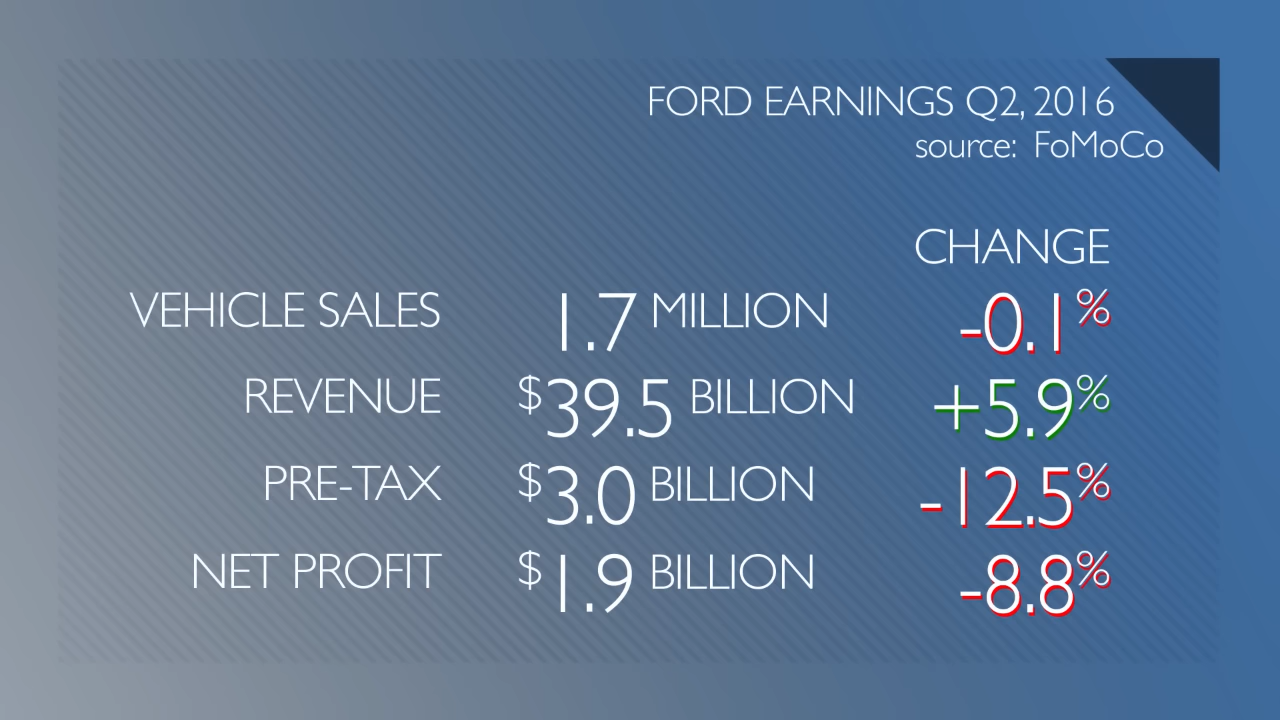 FORD EARNINGS Q2, 2016
source: FoMoCo
CHANGE
VEHICLE SALES 1.7 MILLION -0.1%
REVENUE $39.5 BILLION +5.9%
PRE-TAX $3.0 BILLION -12.5%
NET PROFIT $1.9 BILLION -8.8%